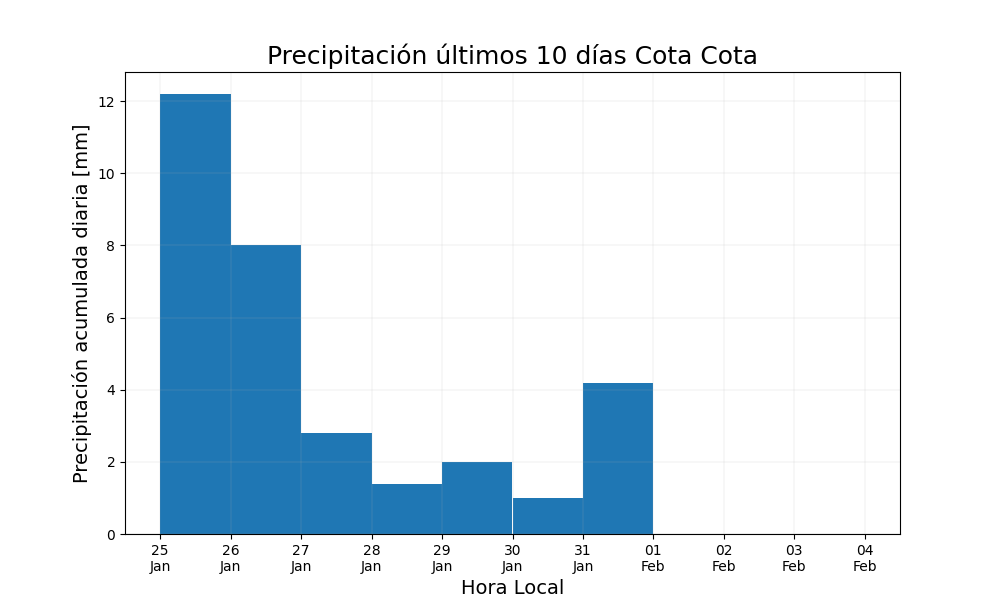 Precipitación últimos 10 días Cota Cota
Precipitación acumulada diaria [mm]
12
10
8
6
4
2
0
25 26 27 28 29 30 31 01 02 03 04
Jan Jan Jan Jan Jan Jan Jan Feb Feb Feb Feb
Hora Local